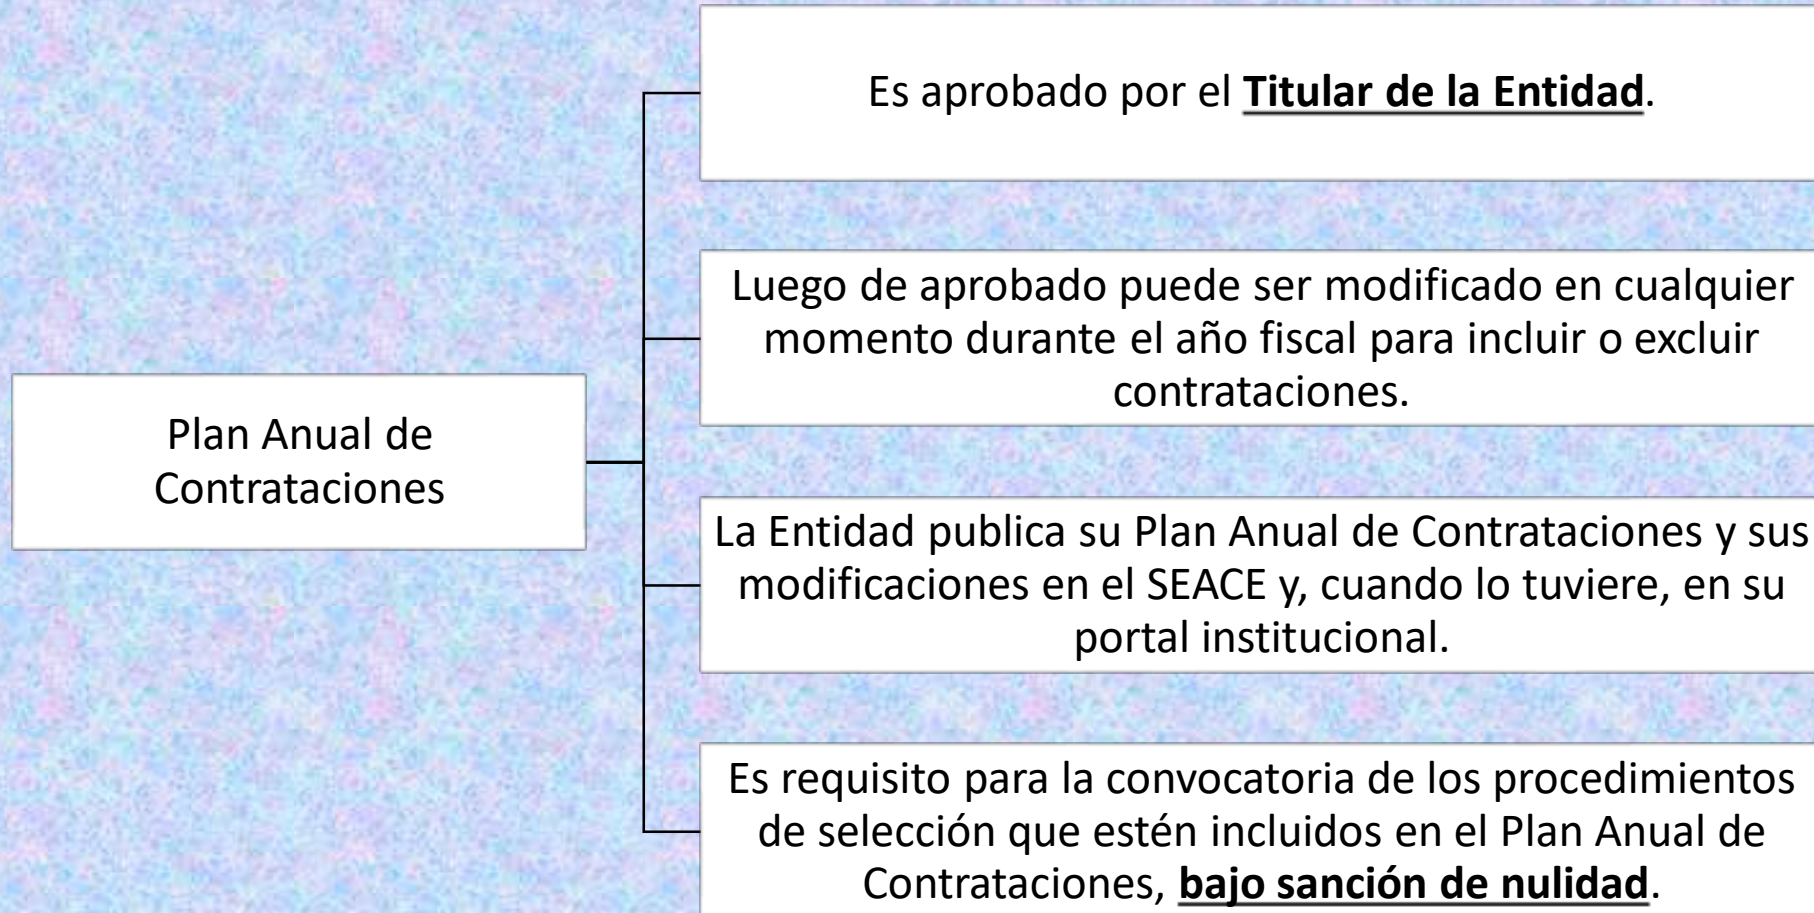 Es aprobado por el Titular de la Entidad.
Luego de aprobado puede ser modificado en cualquier
momento durante el año fiscal para incluir o excluir
contrataciones.
Plan Anual de
Contrataciones
La Entidad publica su Plan Anual de Contrataciones y sus
modificaciones en el SEACE y, cuando lo tuviere, en su
portal institucional.
Es requisito para la convocatoria de los procedimientos
de selección que estén incluidos en el Plan Anual de
Contrataciones, bajo sanción de nulidad.